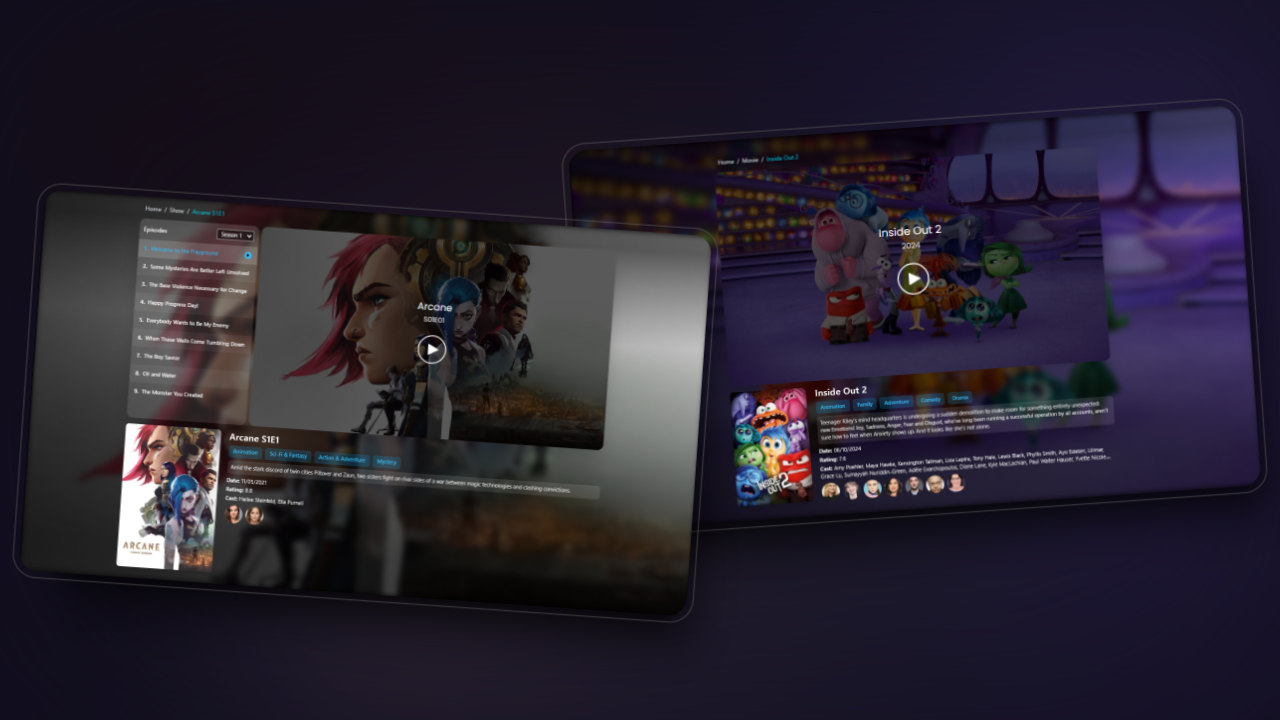 Home / Show / Arcane S1E1
Episodes
Season 1
1. Welcome to the Playground
2. Some Mysteries Are Better Left Unsolved
3. The Base Violence Necessary for Change
4. Happy Progress Day!
5. Everybody Wants to Be My Enemy
6. When These Walls Come Tumbling Down
7. The Boy Savior
8. Oil and Water
9. The Monster You Created
Arcane
S01E01
ARCANE
Arcane S1E1
Animation
Sci-Fi & Fantasy
Action & Adventure
Mystery
Amid the stark discord of twin cities Piltover and Zaun, two sisters fight on rival sides of a war between magic technologies and clashing convictions.
Date: 11/05/2021
Rating: 8.8
Cast: Hailee Steinfeld, Ella Purnell
Home / Movie / Inside Out 2
Inside Out 2
2024
INSIDE
OUT 2
Inside Out 2
Animation
Family
Adventure
Comedy
Drama
Teenager Riley's mind headquarters is undergoing a sudden demolition to make room for something entirely unexpected:
new Emotions! Joy, Sadness, Anger, Fear and Disgust, who've long been running a successful operation by all accounts, aren't
sure how to feel when Anxiety shows up. And it looks like she's not alone.
Date: 06/10/2024
Rating: 7.6
Cast: Amy Poehler, Maya Hawke, Kensington Tallman, Liza Lapira, Tony Hale, Lewis Black, Phyllis Smith, Ayo Edebiri, Lilimar,
Grace Lu, Sumayyah Nuriddin-Green, Adèle Exarchopoulos, Diane Lane, Kyle MacLachlan, Paul Walter Hauser, Yvette Nicole...